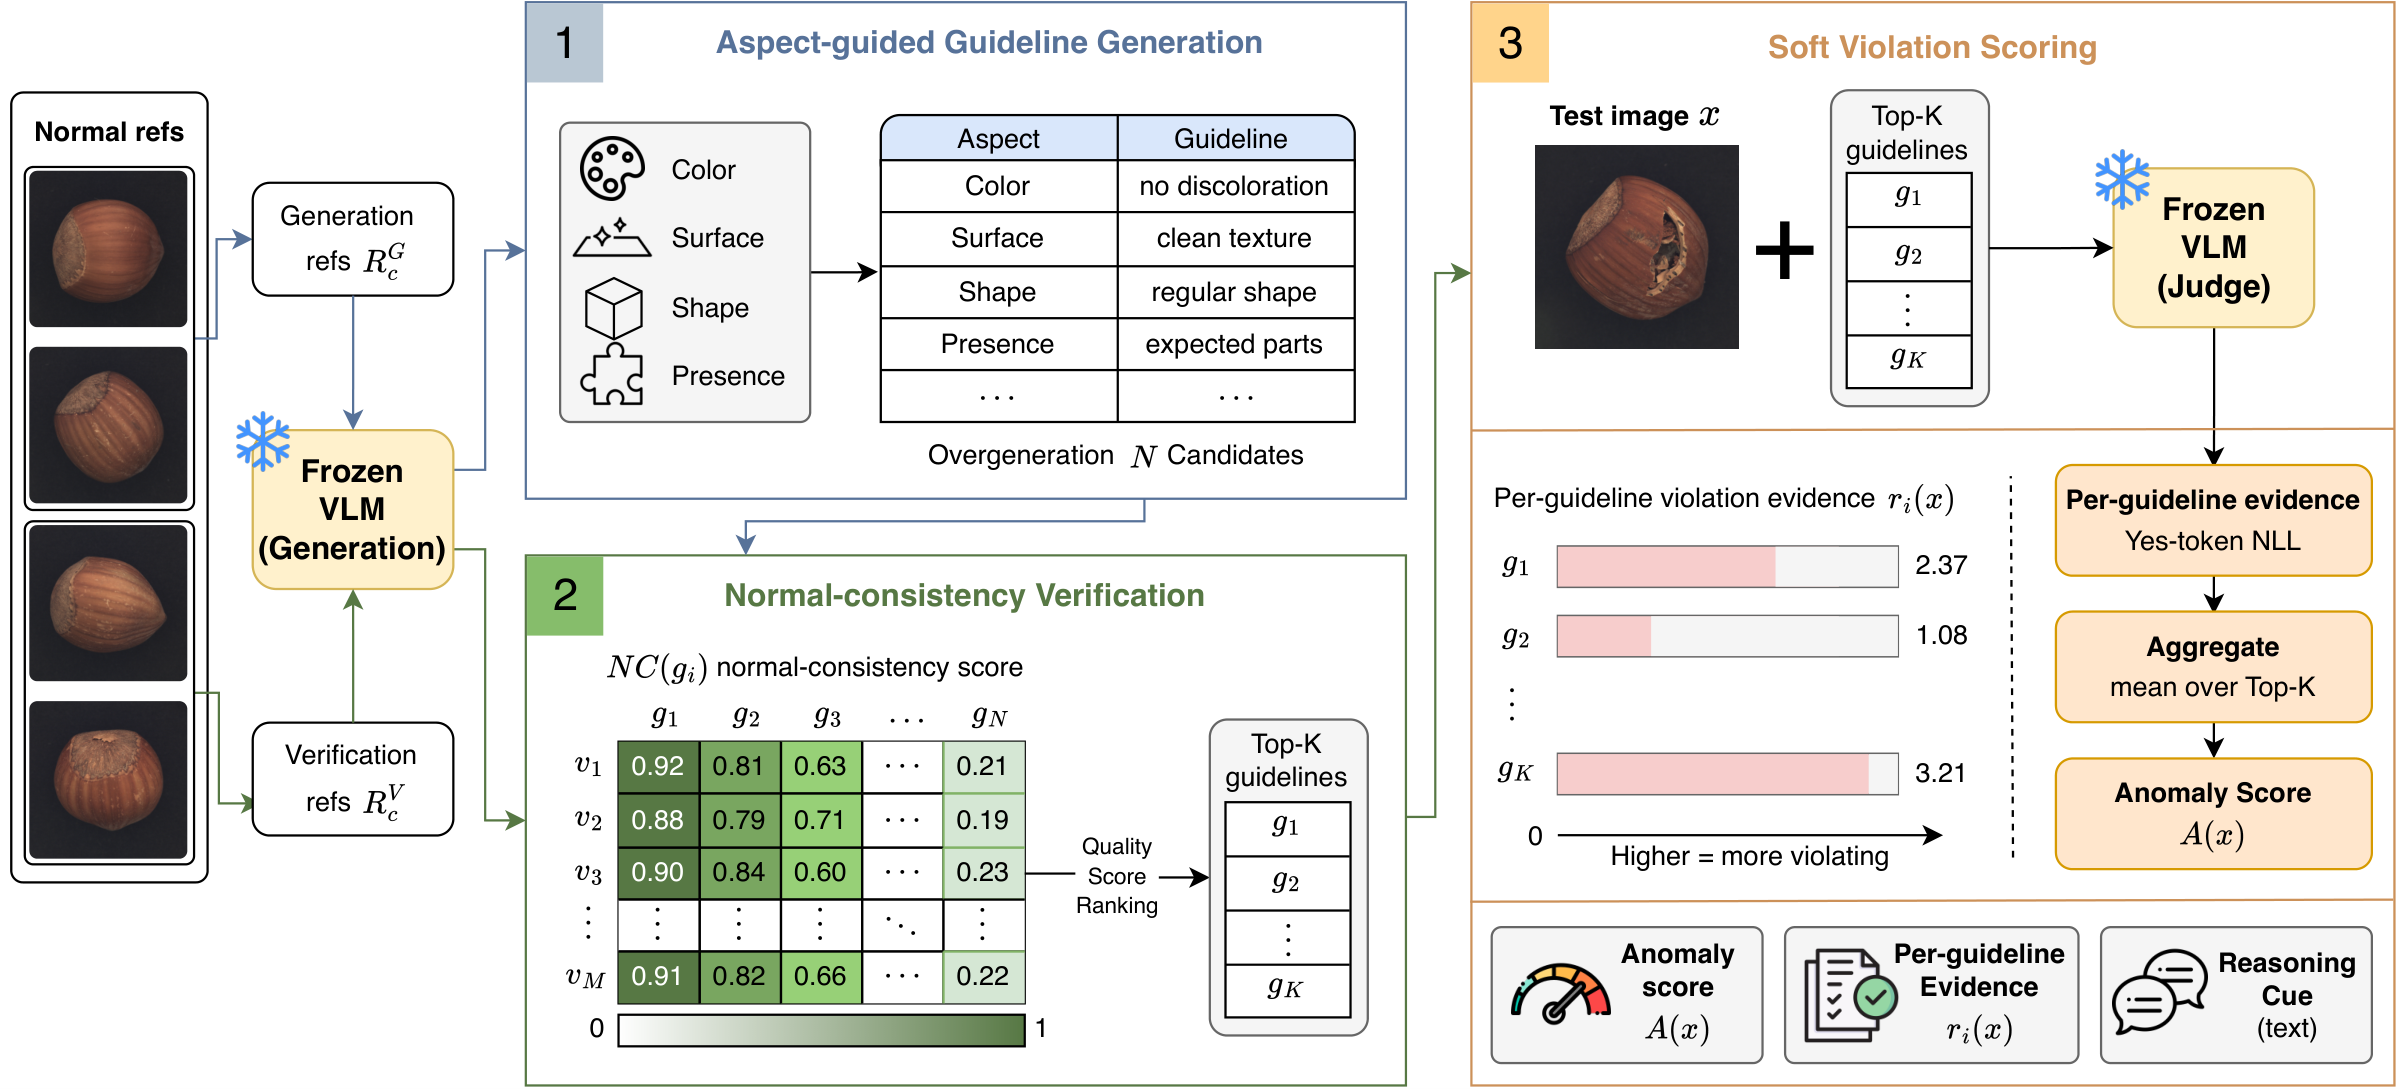 Normal refs
Generation
refs R_c^G
Frozen
VLM
(Generation)
Verification
refs R_c^V
1
Aspect-guided Guideline Generation
Color
Surface
Shape
Presence
Aspect Guideline
Color no discoloration
Surface clean texture
Shape regular shape
Presence expected parts
... ...
Overgeneration N Candidates
2
Normal-consistency Verification
NC(g_i) normal-consistency score
g_1 g_2 g_3 ... g_N
v_1 0.92 0.81 0.63 ... 0.21
v_2 0.88 0.79 0.71 ... 0.19
v_3 0.90 0.84 0.60 ... 0.23
⋮ ⋮ ⋮ ⋮ ⋱ ⋮
v_M 0.91 0.82 0.66 ... 0.22
0 1
Quality
Score
Ranking
Top-K
guidelines
g_1
g_2
⋮
g_K
3
Soft Violation Scoring
Test image x
Top-K
guidelines
g_1
g_2
⋮
g_K
Frozen
VLM
(Judge)
Per-guideline violation evidence r_i(x)
g_1 2.37
g_2 1.08
⋮
g_K 3.21
0
Higher = more violating
Per-guideline evidence
Yes-token NLL
Aggregate
mean over Top-K
Anomaly Score
A(x)
Anomaly
score
A(x)
Per-guideline
Evidence
r_i(x)
Reasoning
Cue
(text)